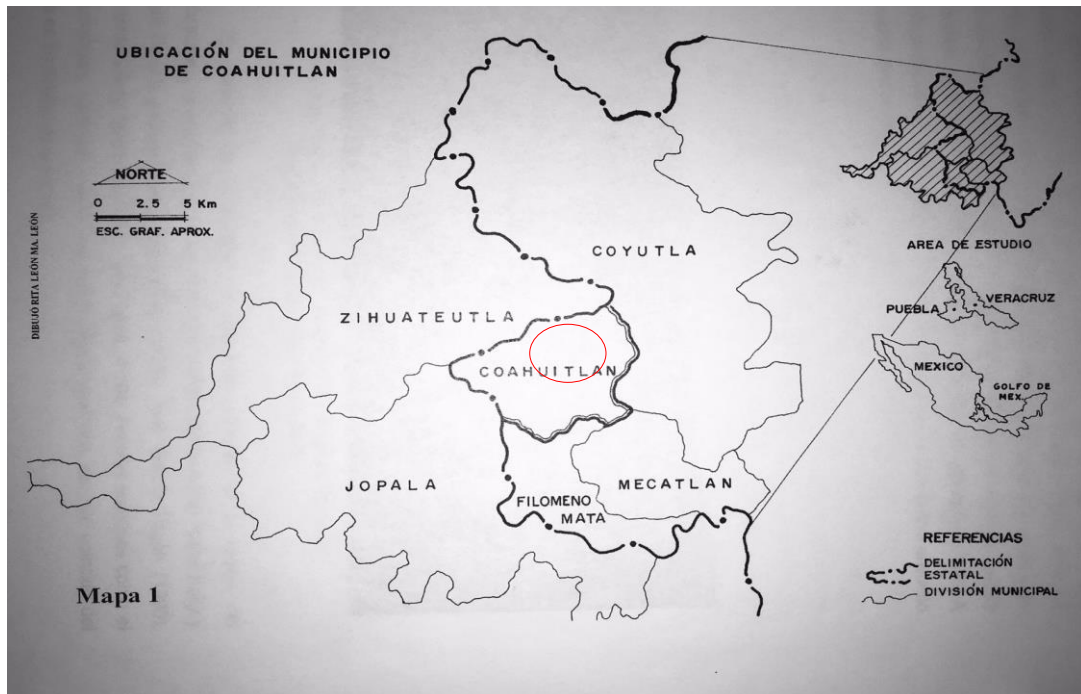 UBICACIÓN DEL MUNICIPIO
DE COAHUITLAN
NORTE
0 2.5 5 Km
ESC. GRAF. APROX.
DIBUJO RITA LEON MA. LEON
COYUTLA
ZIHUATEUTLA
COAHUITLAN
JOPALA
FILOMENO
MATA
MECATLAN
AREA DE ESTUDIO
PUEBLA
VERACRUZ
MEXICO
GOLFO DE
MEX.
REFERENCIAS
DELIMITACIÓN
ESTATAL
DIVISIÓN MUNICIPAL
Mapa 1